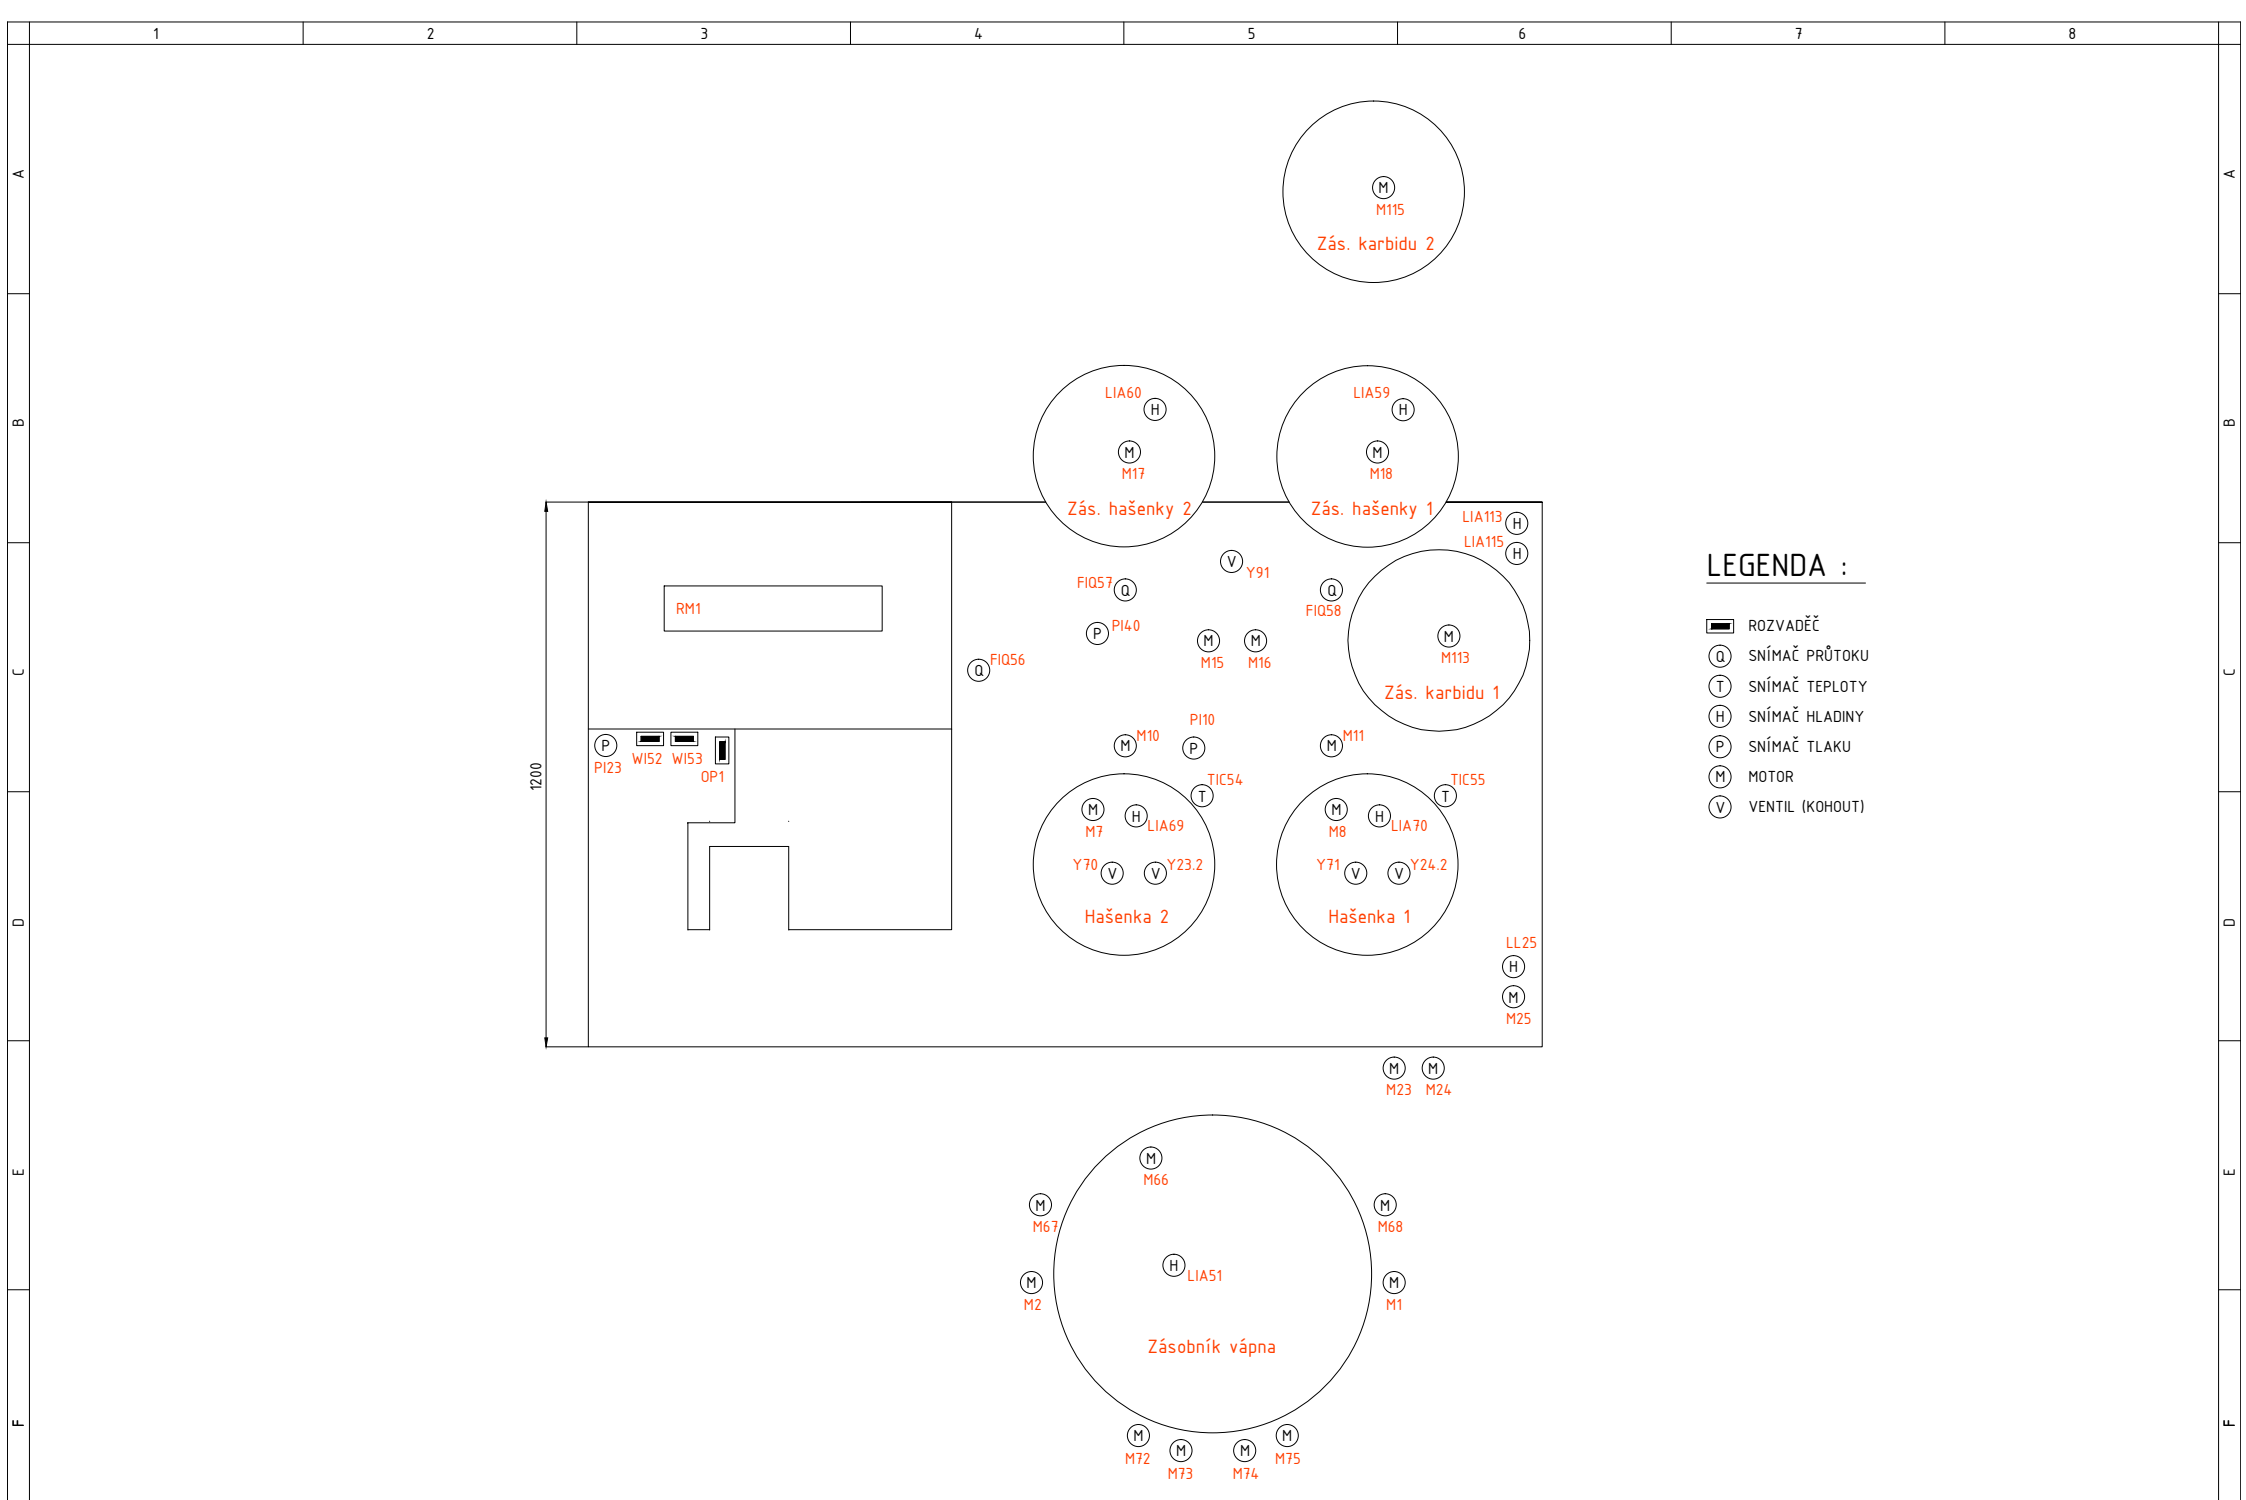 1 2 3 4 5 6 7 8
A A
M
M115
Zás. karbidu 2
B B
LIA60 LIA59
H H
M M
M17 M18
Zás. hašenky 2 Zás. hašenky 1
LIA113 H
LIA115 H
V Y91
FIQ57 Q Q
FIQ58
RM1
P PI40
M M M
M15 M16 M113
Q FIQ56
C C
Zás. karbidu 1
LEGENDA :
ROZVADĚČ
Q SNÍMAČ PRŮTOKU
T SNÍMAČ TEPLOTY
H SNÍMAČ HLADINY
P SNÍMAČ TLAKU
M MOTOR
V VENTIL (KOHOUT)
PI10
M M10 P M M11
P
PI23 WI52 WI53
OP1
1200
TIC54 TIC55
T T
M H M H
M7 LIA69 M8 LIA70
Y70 V V Y23.2 Y71 V V Y24.2
Hašenka 2 Hašenka 1
D D
LL25
H
M
M25
M M
M23 M24
M
M66
E E
M M
M67 M68
H LIA51
M M
M2 M1
Zásobník vápna
F F
M M M M
M72 M73 M74 M75